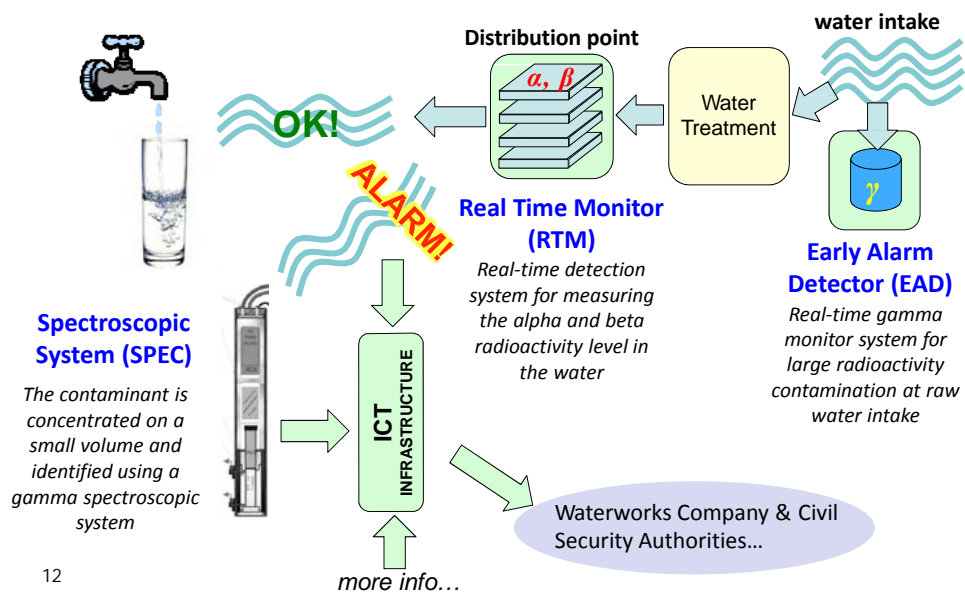 water intake
Distribution point
α, β
Water
Treatment
OK!
ALARM!
γ
Real Time Monitor
(RTM)
Real-time detection
system for measuring
the alpha and beta
radioactivity level in
the water
Early Alarm
Detector (EAD)
Real-time gamma
monitor system for
large radioactivity
contamination at raw
water intake
Spectroscopic
System (SPEC)
The contaminant is
concentrated on a
small volume and
identified using a
gamma spectroscopic
system
ICT
INFRASTRUCTURE
Waterworks Company & Civil
Security Authorities…
more info…
12